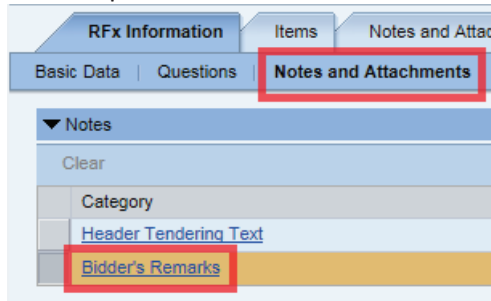 RFx Information Items Notes and Attac
Basic Data | Questions | Notes and Attachments
Notes
Clear
Category
Header Tendering Text
Bidder's Remarks